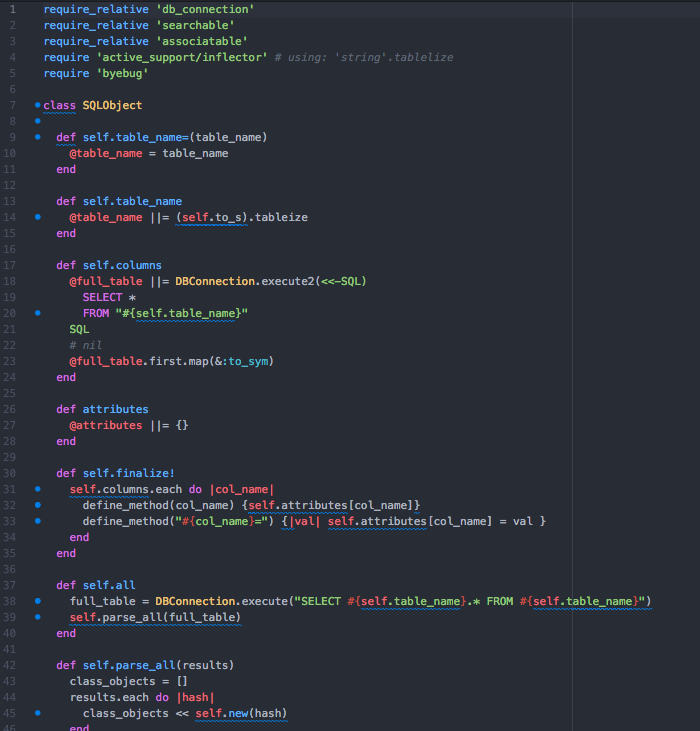 1 require_relative 'db_connection'
2 require_relative 'searchable'
3 require_relative 'associatable'
4 require 'active_support/inflector' # using: 'string'.tablelize
5 require 'byebug'
6
7 class SQLObject
8
9 def self.table_name=(table_name)
10 @table_name = table_name
11 end
12
13 def self.table_name
14 @table_name ||= (self.to_s).tableize
15 end
16
17 def self.columns
18 @full_table ||= DBConnection.execute2(<<-SQL)
19 SELECT *
20 FROM "#{self.table_name}"
21 SQL
22 # nil
23 @full_table.first.map(&:to_sym)
24 end
25
26 def attributes
27 @attributes ||= {}
28 end
29
30 def self.finalize!
31 self.columns.each do |col_name|
32 define_method(col_name) {self.attributes[col_name]}
33 define_method("#{col_name}=") {|val| self.attributes[col_name] = val }
34 end
35 end
36
37 def self.all
38 full_table = DBConnection.execute("SELECT #{self.table_name}.* FROM #{self.table_name}")
39 self.parse_all(full_table)
40 end
41
42 def self.parse_all(results)
43 class_objects = []
44 results.each do |hash|
45 class_objects << self.new(hash)
46 end